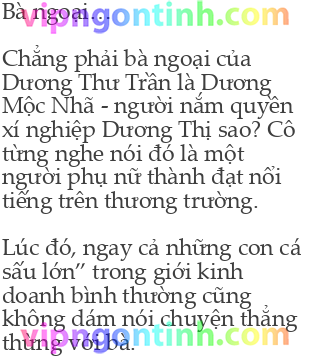 Bà ngoại...
vipngontinh.com
Chẳng phải bà ngoại của
Dương Thư Trần là Dương
Mộc Nhã - người nắm quyền
xí nghiệp Dương Thị sao? Cô
từng nghe nói đó là một
người phụ nữ thành đạt nổi
tiếng trên thương trường.
Lúc đó, ngay cả những con cá
sấu lớn” trong giới kinh
doanh bình thường cũng
không dám nói chuyện thẳng
thừng với bà.
vipngontinh.com